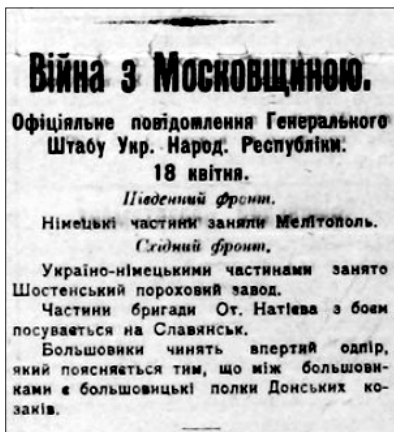 Війна з Московщиною.
Офіціяльне повідомлення Генерального
Штабу Укр. Народ. Республіки.
18 квітня.
Південний фронт.
Німецькі частини заняли Мелітополь.
Східний фронт.
Україно-німецькими частинами занято
Шостенський пороховий завод.
Частини бригади От. Натієва з боєм
посувається на Славянськ.
Большовики чинять впертий одпір,
який поясняється тим, що між большови-
ками є большовицькі полки Донських ко-
заків.